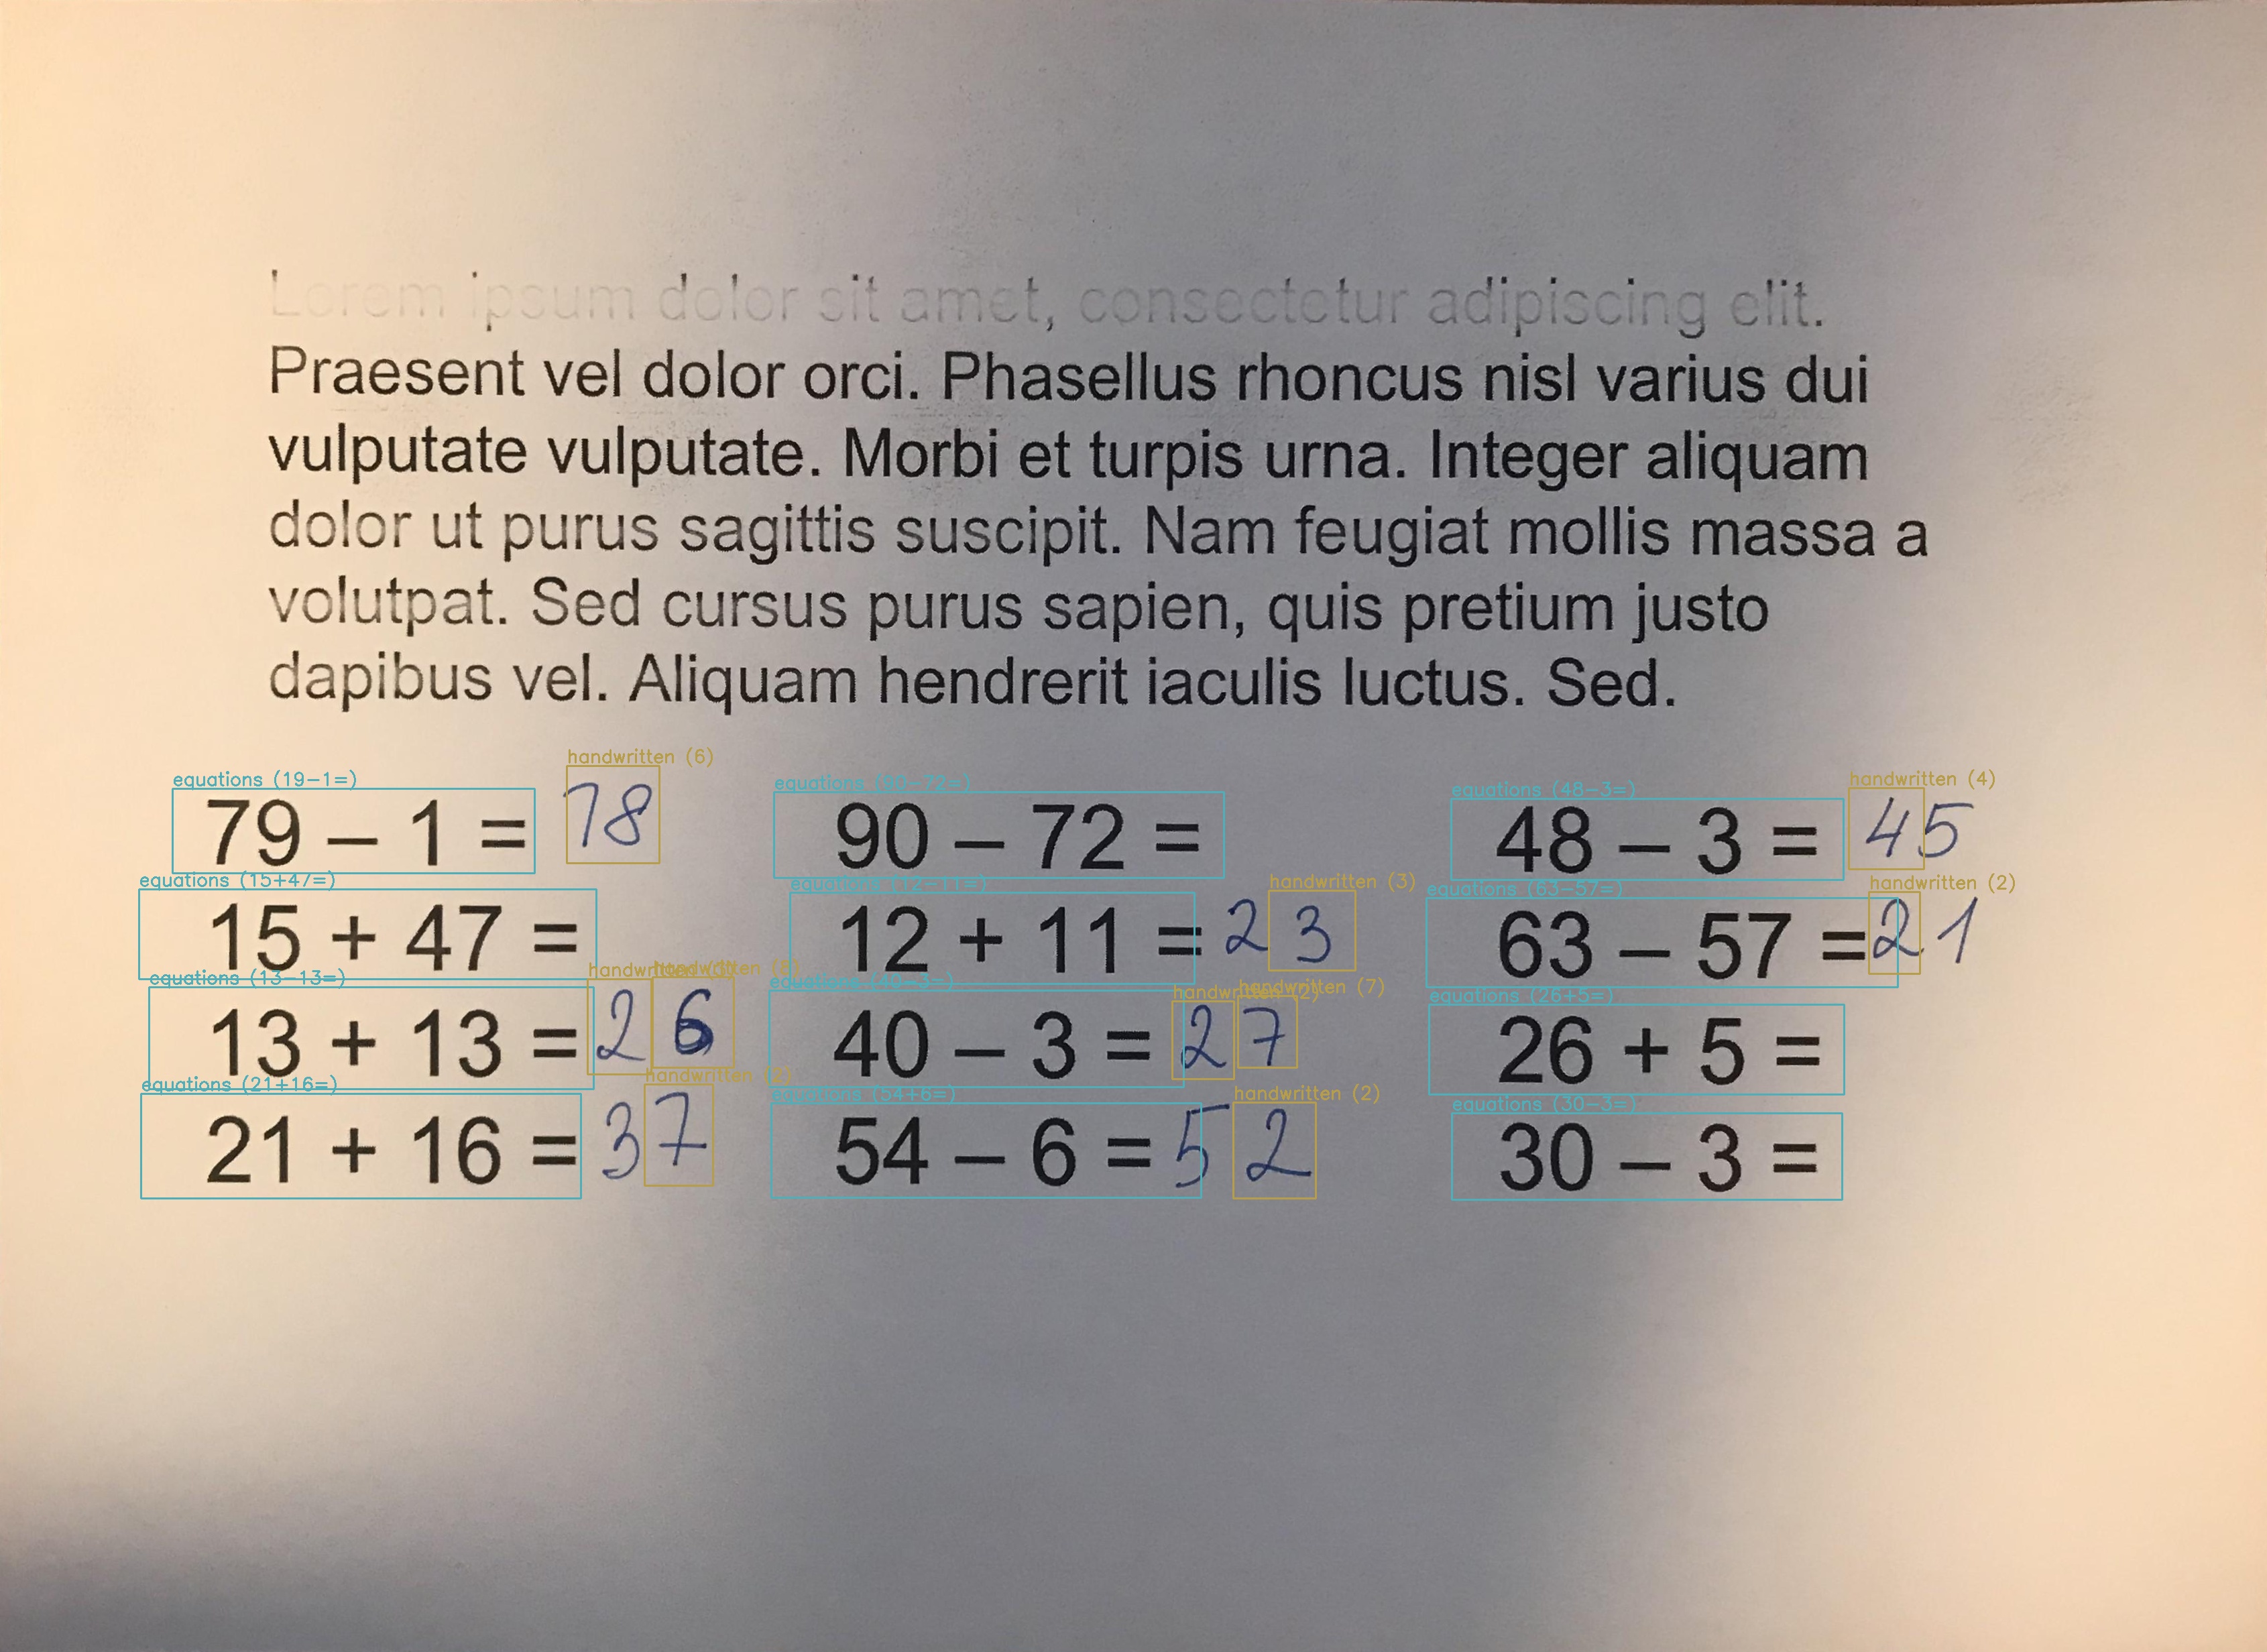 Lorem ipsum dolor sit amet, consectetur adipiscing elit.
Praesent vel dolor orci. Phasellus rhoncus nisl varius dui
vulputate vulputate. Morbi et turpis urna. Integer aliquam
dolor ut purus sagittis suscipit. Nam feugiat mollis massa a
volutpat. Sed cursus purus sapien, quis pretium justo
dapibus vel. Aliquam hendrerit iaculis luctus. Sed.
equations (19-1=) handwritten (6) equations (90-72=) equations (48-3=) handwritten (4)
79 – 1 = 78 90 – 72 = 48 – 3 = 45
equations (15+47=) equations (12-11=) handwritten (3) equations (63-57=) handwritten (2)
15 + 47 = 12 + 11 = 23 63 – 57 = 21
equations (13-13=) handwritten handwritten equations (40-3=) handwritten (2) handwritten (7) equations (26+5=)
13 + 13 = 26 40 – 3 = 27 26 + 5 =
equations (21+16=) handwritten (2) equations (54+6=) handwritten (2) equations (30-3=)
21 + 16 = 37 54 – 6 = 52 30 – 3 =